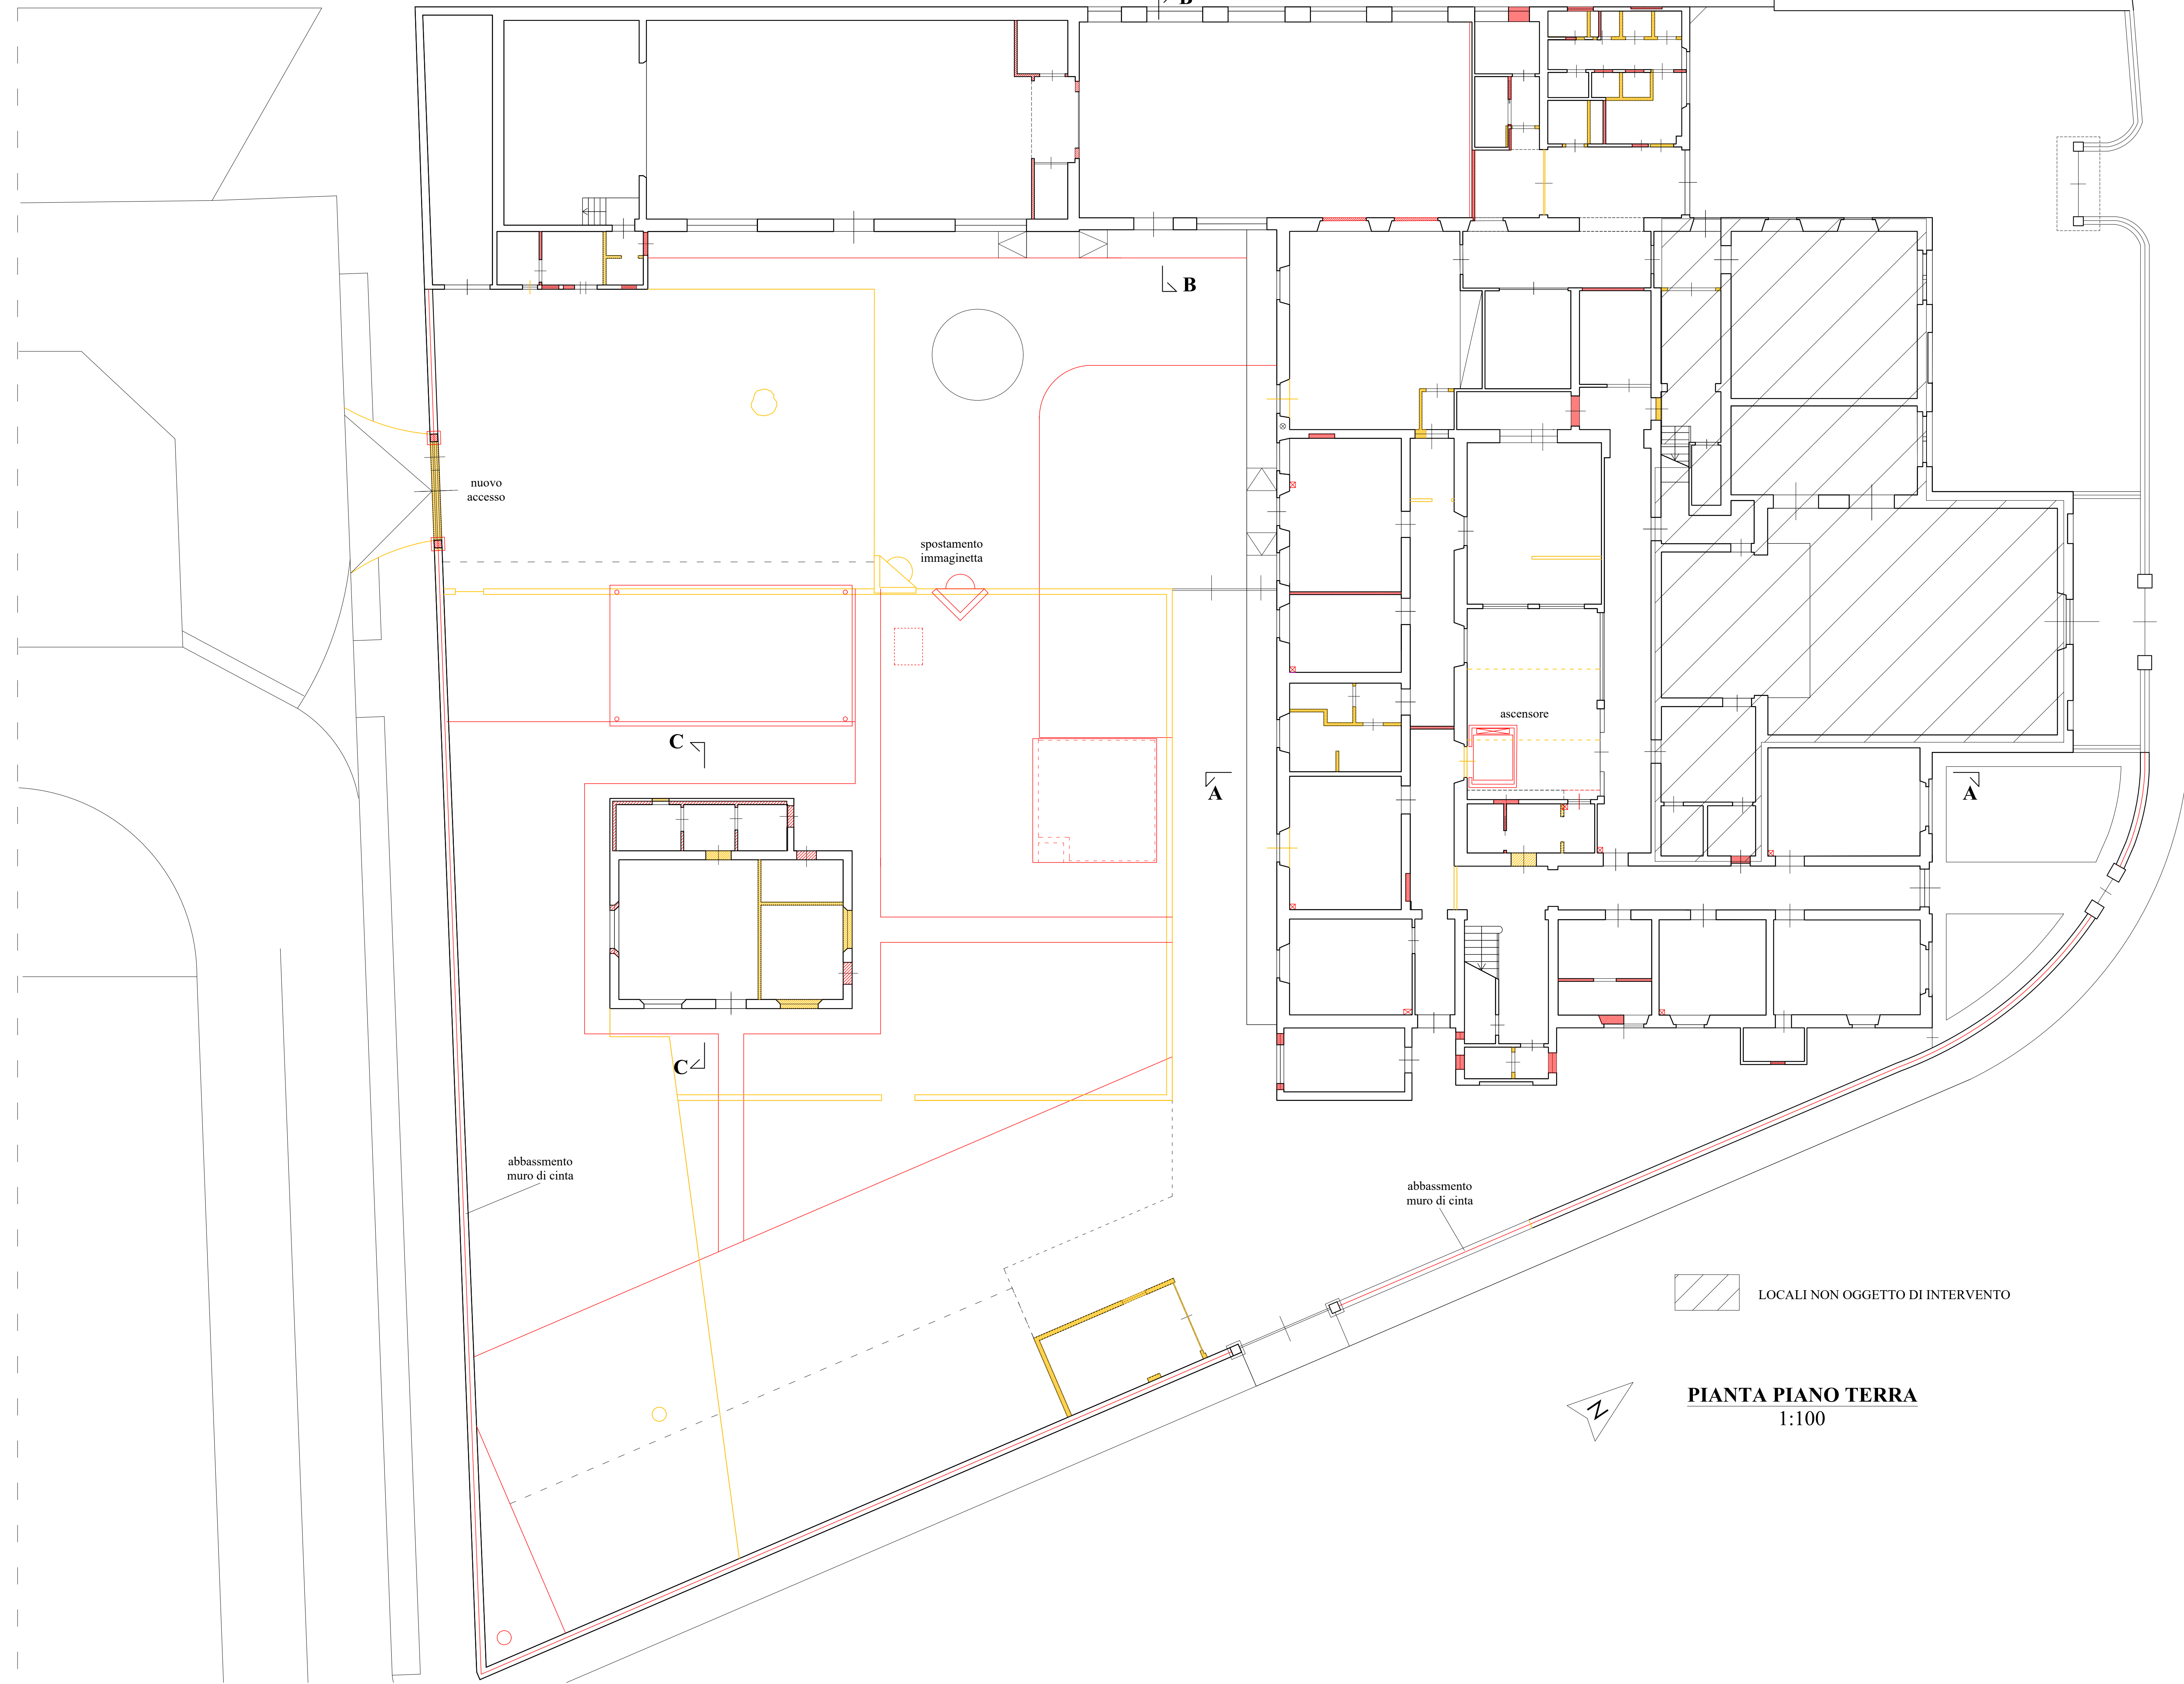 B
B
nuovo
accesso
spostamento
immaginetta
ascensore
C
A
A
C
abbassmento
muro di cinta
abbassmento
muro di cinta
LOCALI NON OGGETTO DI INTERVENTO
N
PIANTA PIANO TERRA
1:100